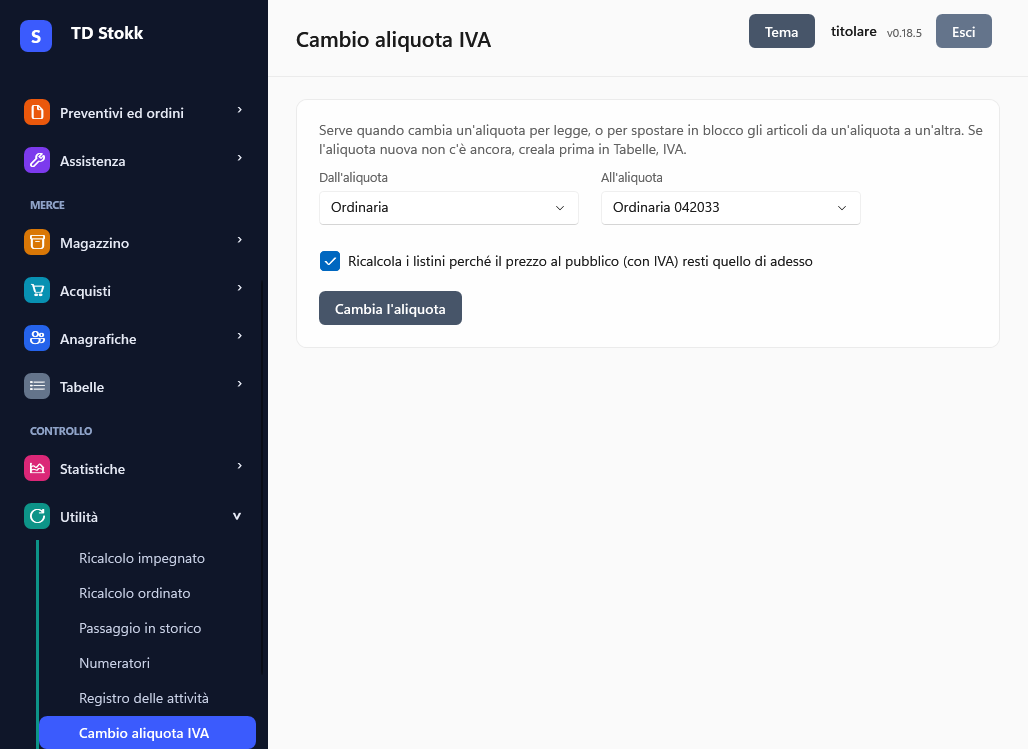 S
TD Stokk
Preventivi ed ordini
Assistenza
MERCE
Magazzino
Acquisti
Anagrafiche
Tabelle
CONTROLLO
Statistiche
Utilità
Ricalcolo impegnato
Ricalcolo ordinato
Passaggio in storico
Numeratori
Registro delle attività
Cambio aliquota IVA
Cambio aliquota IVA
Tema
titolare
v0.18.5
Esci
Serve quando cambia un'aliquota per legge, o per spostare in blocco gli articoli da un'aliquota a un'altra. Se
l'aliquota nuova non c'è ancora, creala prima in Tabelle, IVA.
Dall'aliquota
All'aliquota
Ordinaria
Ordinaria 042033
Ricalcola i listini perché il prezzo al pubblico (con IVA) resti quello di adesso
Cambia l'aliquota